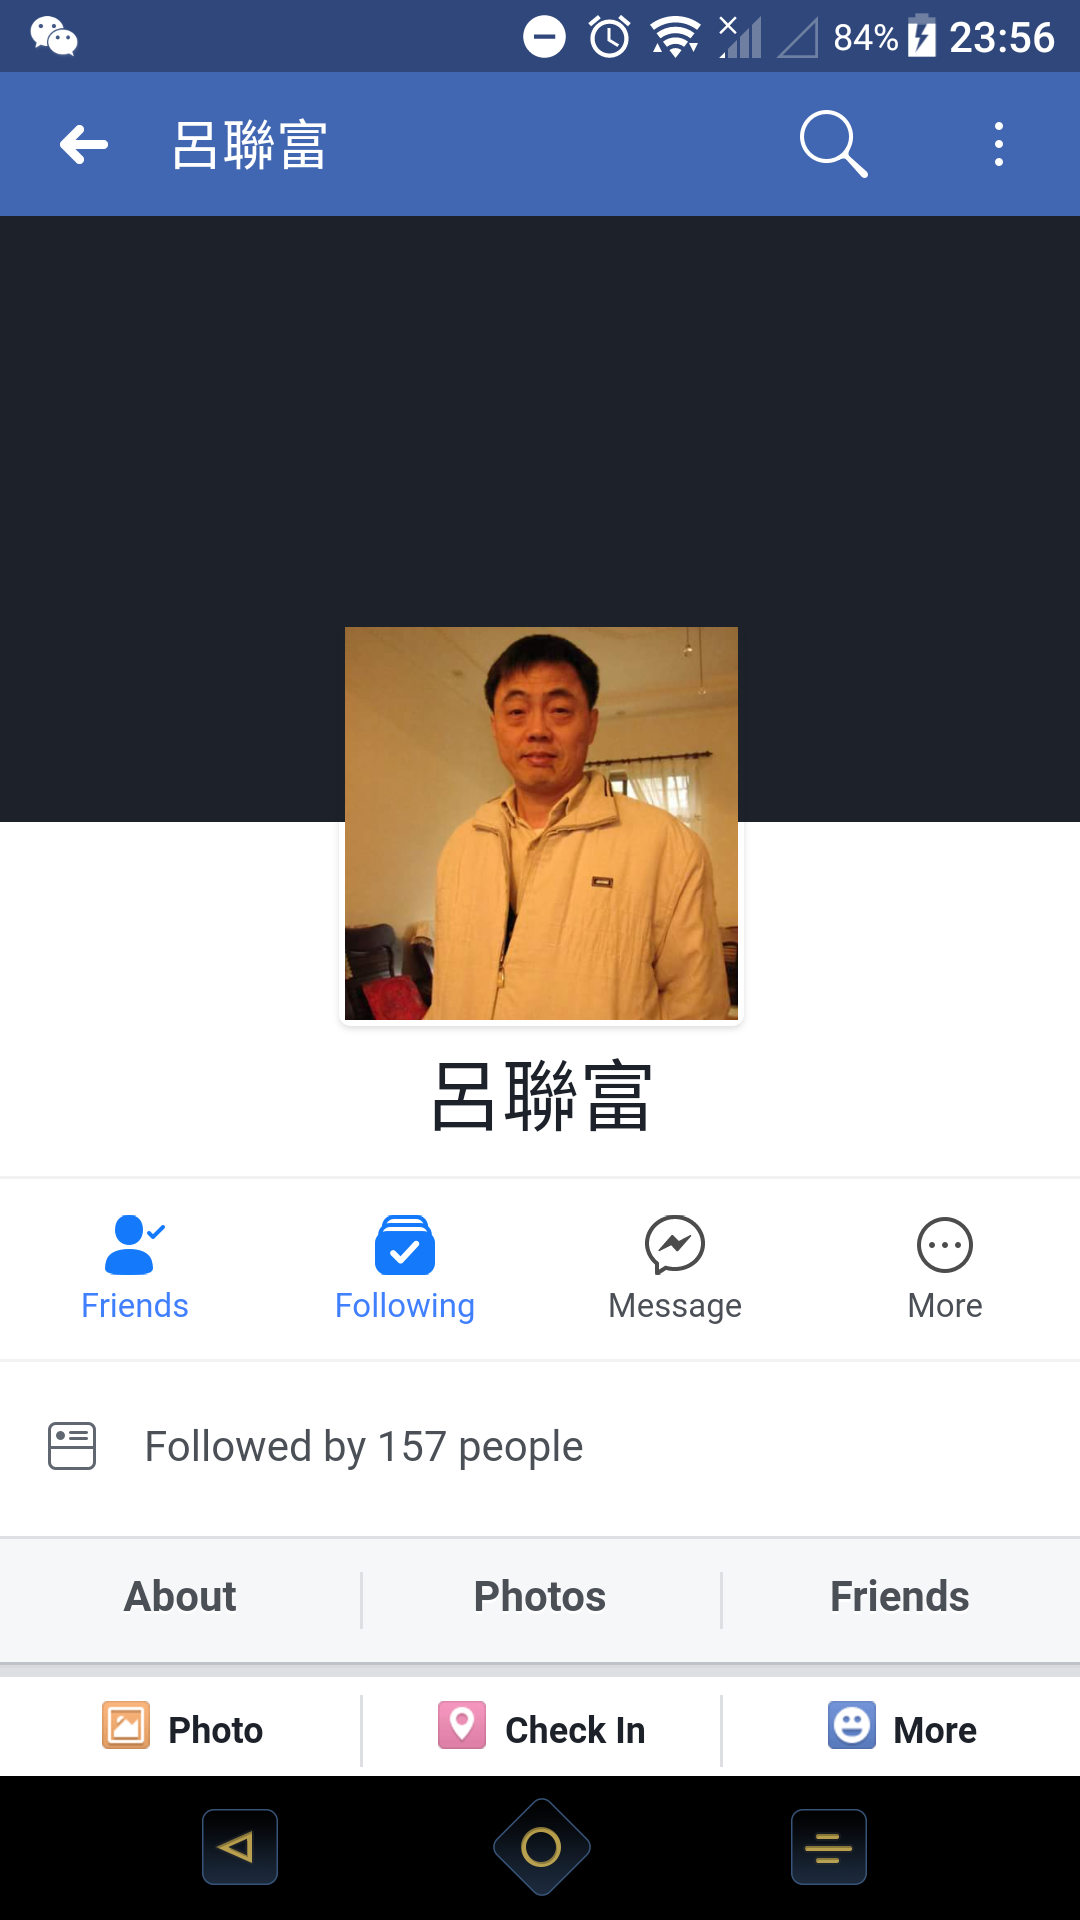 84% 23:56
呂聯富
呂聯富
Friends Following Message More
Followed by 157 people
About Photos Friends
Photo Check In More